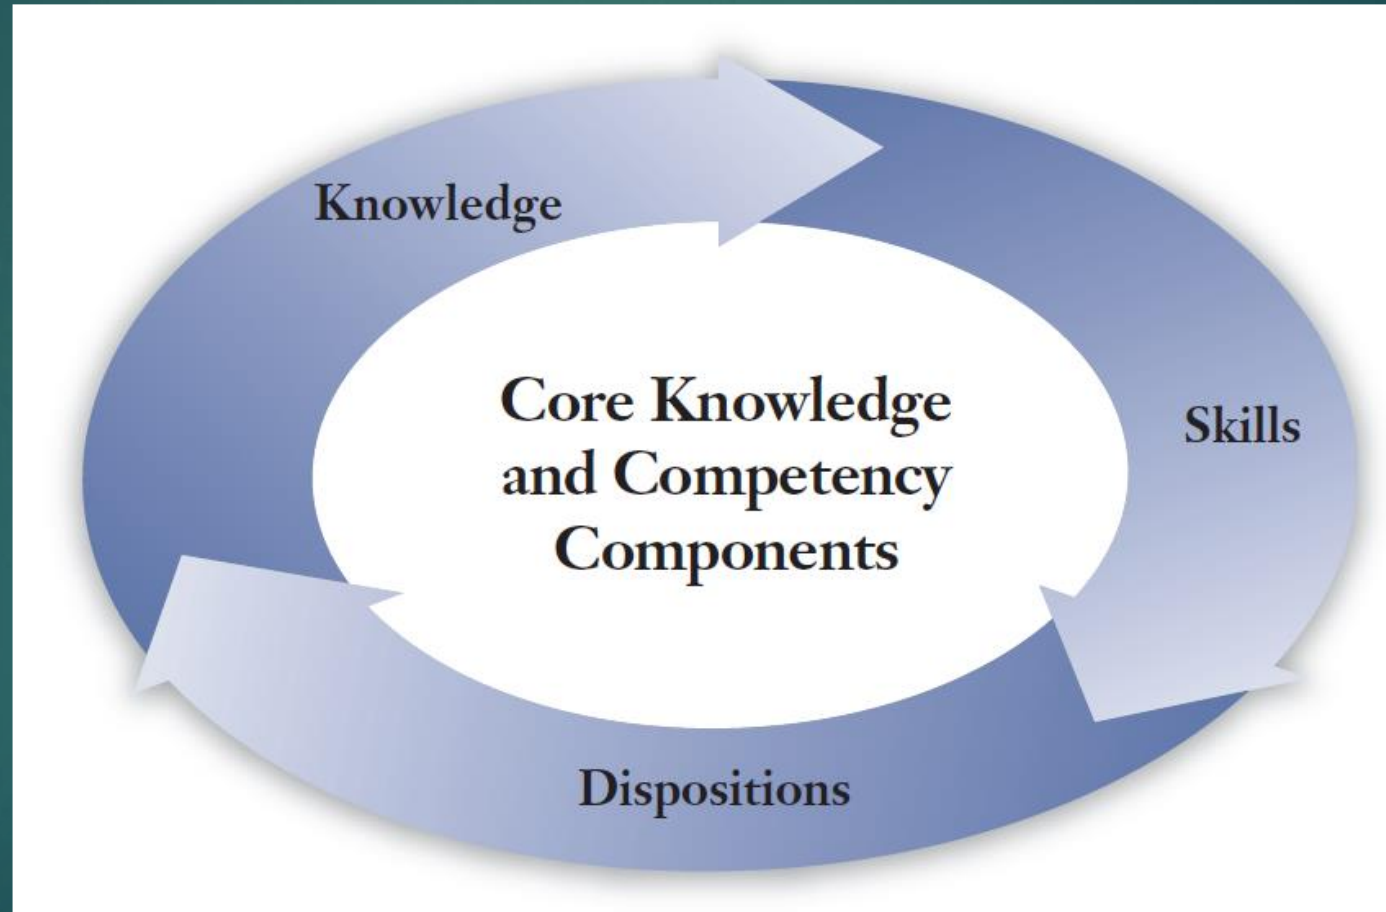 Knowledge
Core Knowledge
and Competency
Components
Skills
Dispositions